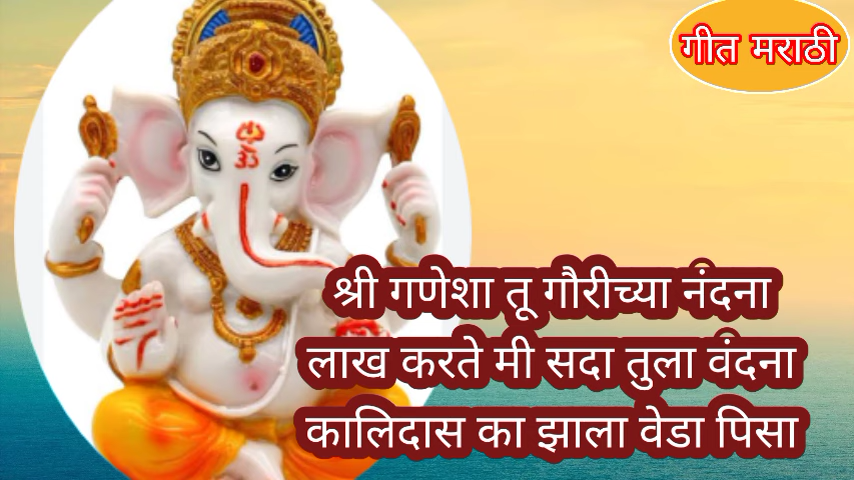 गीत मराठी
श्री गणेशा तू गौरीच्या नंदना
लाख करते मी सदा तुला वंदना
कालिदास का झाला वेडा पिसा
ॐ